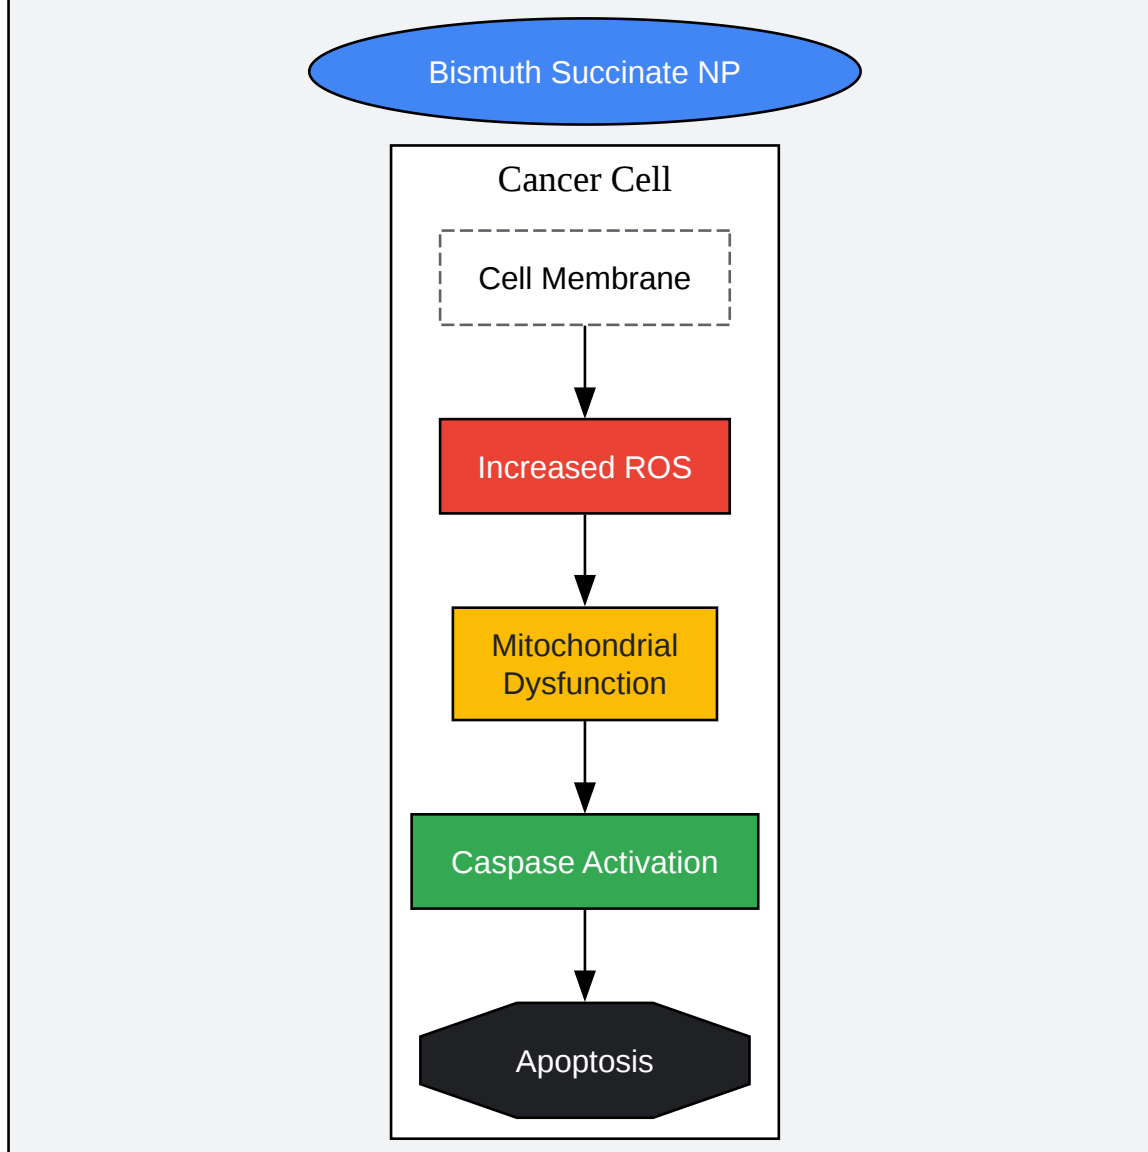 Bismuth Succinate NP
Cancer Cell
Cell Membrane
Increased ROS
Mitochondrial
Dysfunction
Caspase Activation
Apoptosis